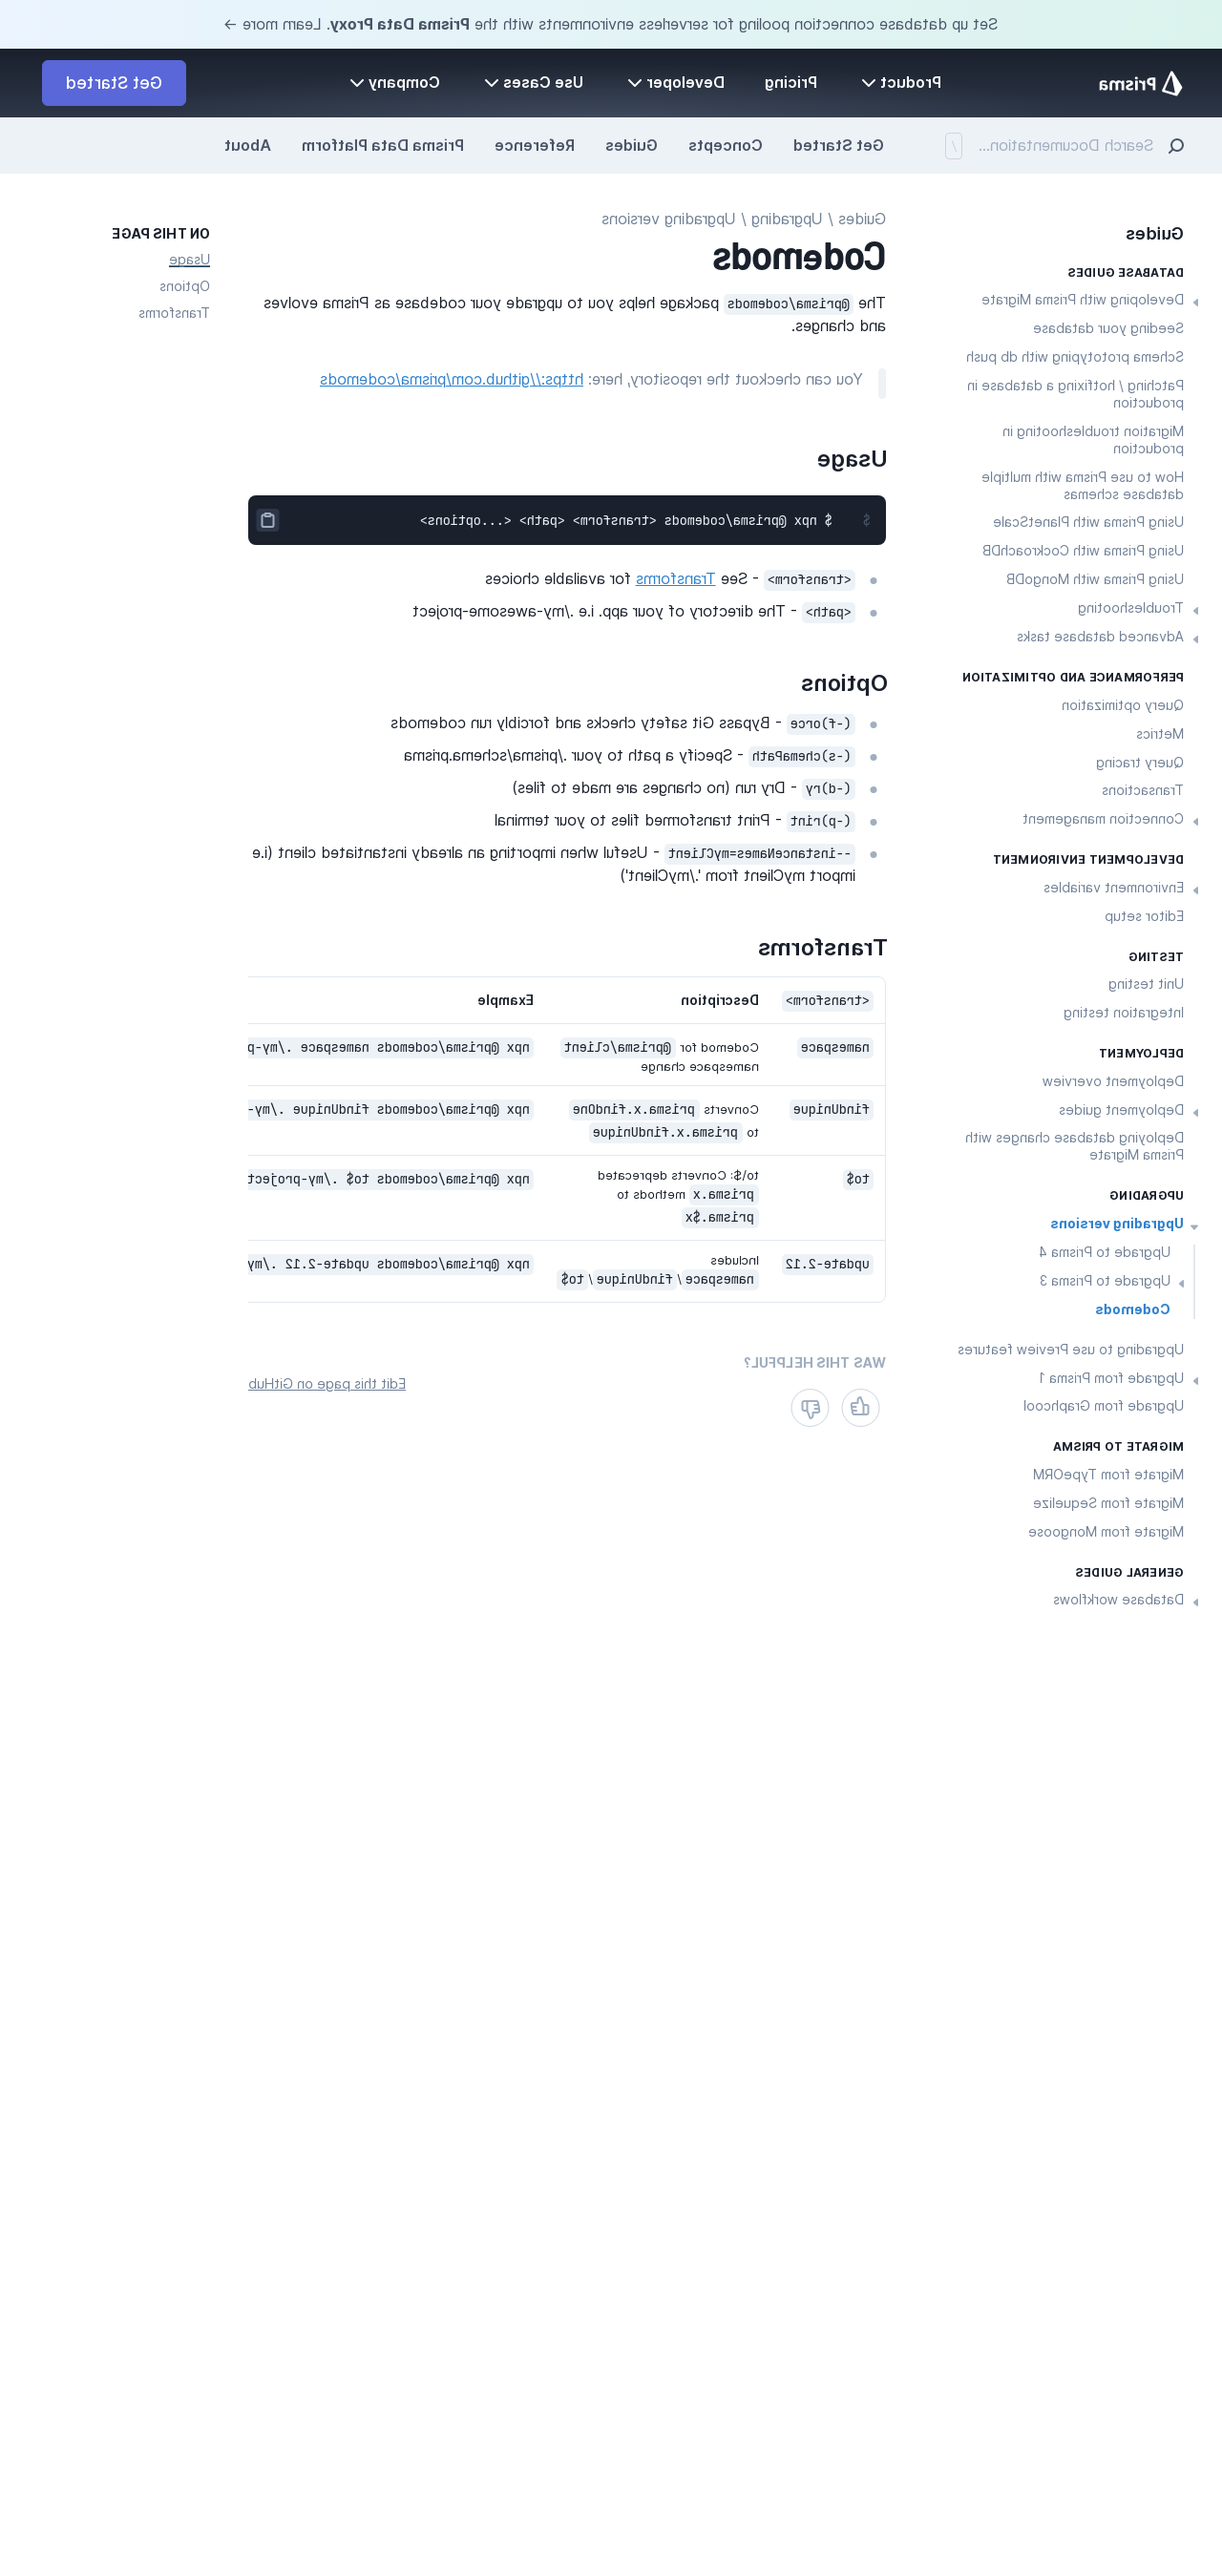 Set up database connection pooling for serverless environments with the Prisma Data Proxy. Learn more →
Prisma
Product
Pricing
Developer
Use Cases
Company
Get Started
Search Documentation...
/
Get Started
Concepts
Guides
Reference
Prisma Data Platform
About
Guides
DATABASE GUIDES
Developing with Prisma Migrate
Seeding your database
Schema prototyping with db push
Patching / hotfixing a database in
production
Migration troubleshooting in
production
How to use Prisma with multiple
database schemas
Using Prisma with PlanetScale
Using Prisma with CockroachDB
Using Prisma with MongoDB
Troubleshooting
Advanced database tasks
PERFORMANCE AND OPTIMIZATION
Query optimization
Metrics
Query tracing
Transactions
Connection management
DEVELOPMENT ENVIRONMENT
Environment variables
Editor setup
TESTING
Unit testing
Integration testing
DEPLOYMENT
Deployment overview
Deployment guides
Deploying database changes with
Prisma Migrate
UPGRADING
Upgrading versions
Upgrade to Prisma 4
Upgrade to Prisma 3
Codemods
Upgrading to use Preview features
Upgrade from Prisma 1
Upgrade from Graphcool
MIGRATE TO PRISMA
Migrate from TypeORM
Migrate from Sequelize
Migrate from Mongoose
GENERAL GUIDES
Database workflows
Guides / Upgrading / Upgrading versions
Codemods
The @prisma/codemods package helps you to upgrade your codebase as Prisma evolves
and changes.
You can checkout the repository, here: https://github.com/prisma/codemods
Usage
$ $ npx @prisma/codemods <transform> <path> <...options>
<transform> - See Transforms for available choices
<path> - The directory of your app. i.e ./my-awesome-project
Options
(-f)orce - Bypass Git safety checks and forcibly run codemods
(-s)chemaPath - Specify a path to your ./prisma/schema.prisma
(-d)ry - Dry run (no changes are made to files)
(-p)rint - Print transformed files to your terminal
--instanceNames=myClient - Useful when importing an already instantiated client (i.e
import myClient from './myClient')
Transforms
<transform> Description Example
namespace Codemod for @prisma/client npx @prisma/codemods namespace ./my-p
namespace change
findUnique Converts prisma.x.findOne npx @prisma/codemods findUnique ./my-
to prisma.x.findUnique
to$ to/$: Converts deprecated npx @prisma/codemods to$ ./my-project
prisma.x methods to
prisma.$x
update-2.12 Includes npx @prisma/codemods update-2.12 ./my
namespace / findUnique / to$
WAS THIS HELPFUL?
Edit this page on GitHub
ON THIS PAGE
Usage
Options
Transforms